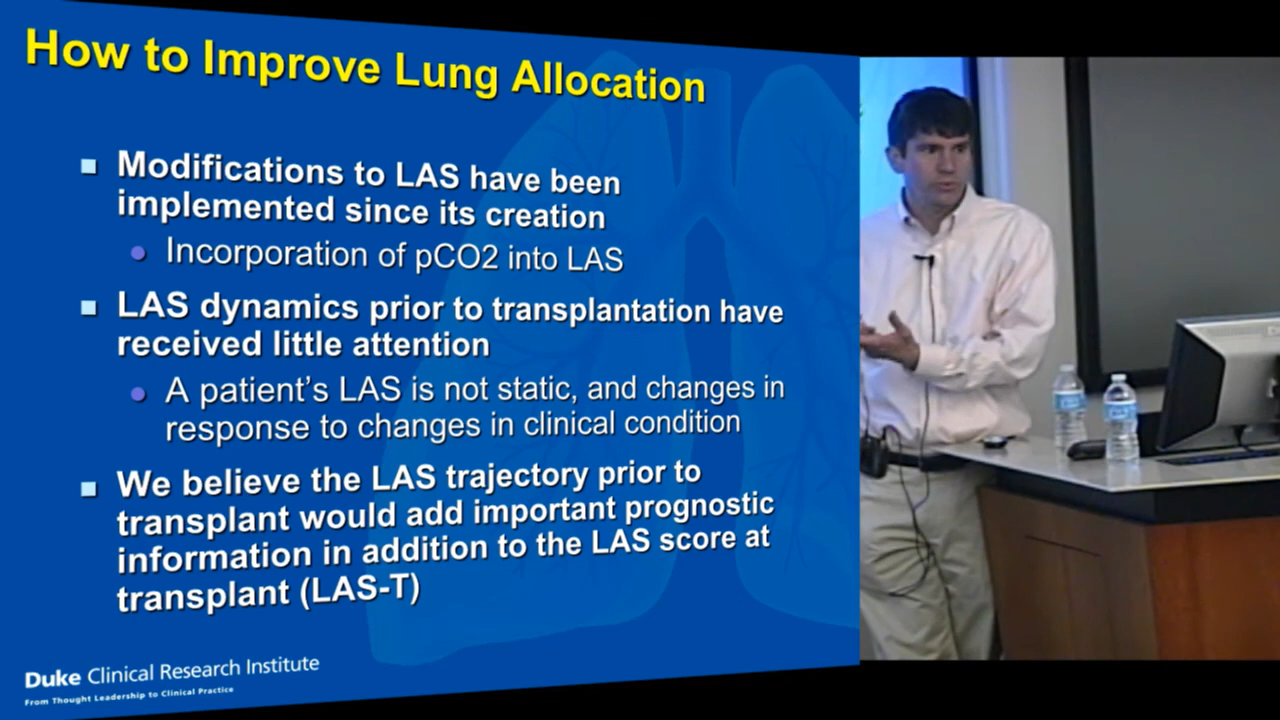 How to Improve Lung Allocation
Modifications to LAS have been
implemented since its creation
Incorporation of pCO2 into LAS
LAS dynamics prior to transplantation have
received little attention
A patient's LAS is not static, and changes in
response to changes in clinical condition
We believe the LAS trajectory prior to
transplant would add important prognostic
information in addition to the LAS score at
transplant (LAS-T)
Duke Clinical Research Institute
From Thought Leadership to Clinical Practice